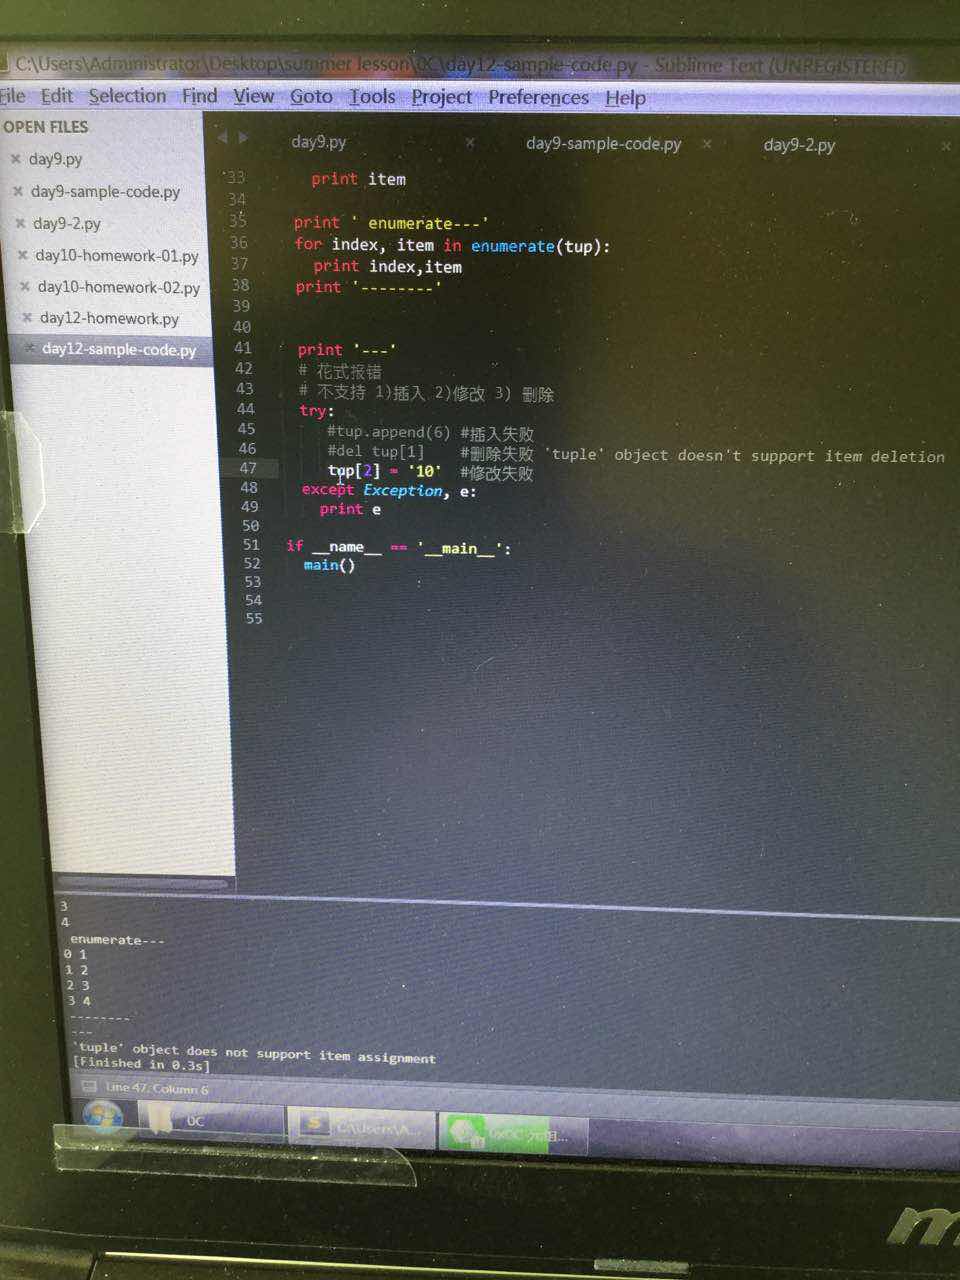 C:\Users\Administrator\Desktop\summer lesson\0C\day12-sample-code.py - Sublime Text (UNREGISTERED)
File Edit Selection Find View Goto Tools Project Preferences Help
OPEN FILES
day9.py
day9-sample-code.py
day9-2.py
day10-homework-01.py
day10-homework-02.py
day12-homework.py
day12-sample-code.py
day9.py day9-sample-code.py day9-2.py
33 print item
34
35 print ' enumerate---'
36 for index, item in enumerate(tup):
37 print index,item
38 print '--------'
39
40
41 print '---'
42 # 花式报错
43 # 不支持 1)插入 2)修改 3) 删除
44 try:
45 #tup.append(6) #插入失败
46 #del tup[1] #删除失败 'tuple' object doesn't support item deletion
47 tup[2] = '10' #修改失败
48 except Exception, e:
49 print e
50
51 if __name__ == '__main__':
52 main()
53
54
55
3
4
enumerate---
0 1
1 2
2 3
3 4
--------
---
'tuple' object does not support item assignment
[Finished in 0.3s]
Line 47, Column 6
0C
C:\Users\A...